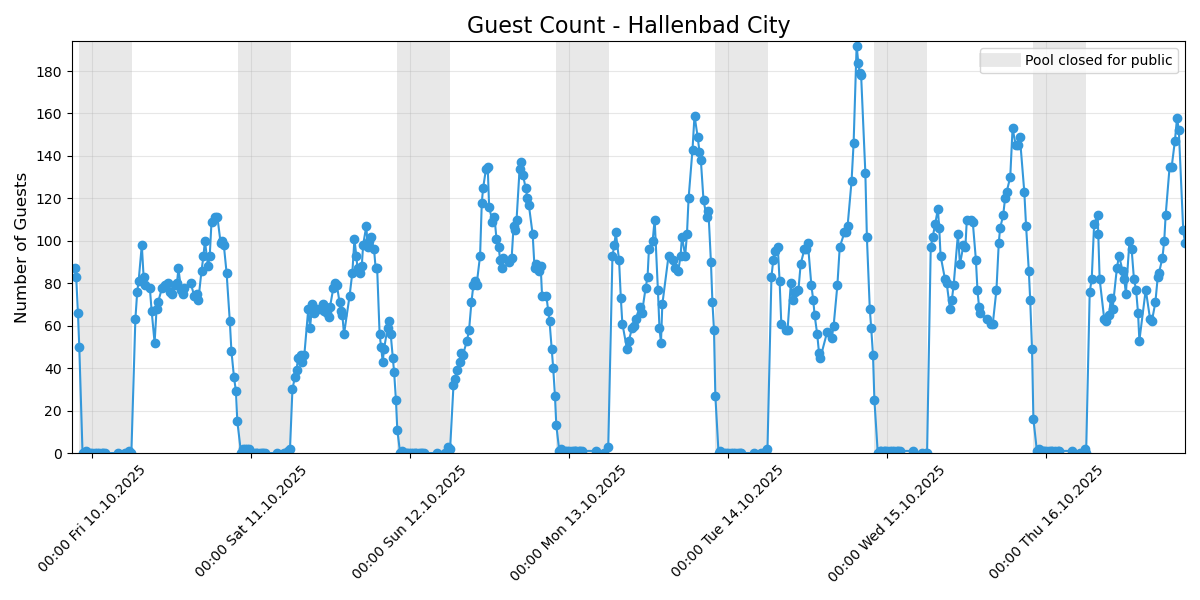 Guest Count - Hallenbad City
Pool closed for public
Number of Guests
180
160
140
120
100
80
60
40
20
0
00:00 Fri 10.10.2025
00:00 Sat 11.10.2025
00:00 Sun 12.10.2025
00:00 Mon 13.10.2025
00:00 Tue 14.10.2025
00:00 Wed 15.10.2025
00:00 Thu 16.10.2025